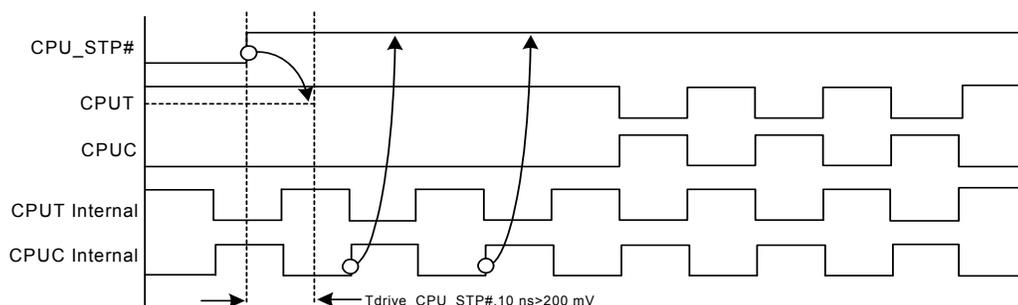 CPU_STP#
CPUT
CPUC
CPUT Internal
CPUC Internal
Tdrive_CPU_STP#,10 ns>200 mV